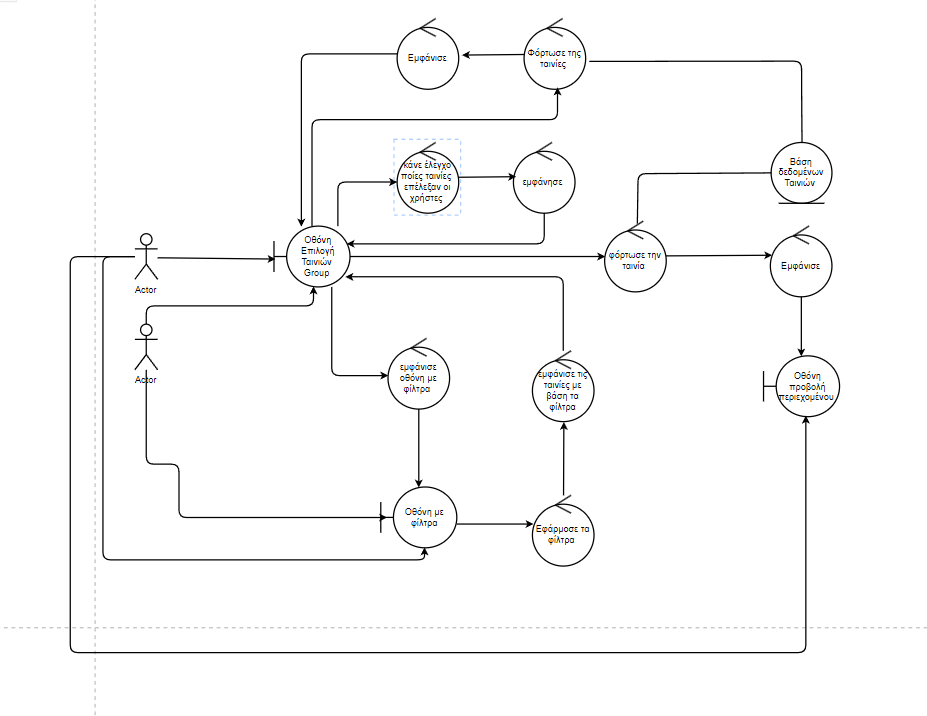 Εμφάνισε
Φόρτωσε της
ταινίες
κάνε έλεγχο
ποίες ταινίες
επέλεξαν οι
χρήστες
εμφάνησε
Βάση
δεδομένων
Ταινιών
Οθόνη
Επιλογή
Ταινιών
Group
φόρτωσε την
ταινία
Εμφάνισε
Actor
Actor
εμφάνισε
οθόνη με
φίλτρα
εμφάνισε τις
ταινίες με
βάση τα
φίλτρα
Οθόνη
προβολή
περιεχομένου
Οθόνη με
φίλτρα
Εφάρμοσε τα
φίλτρα